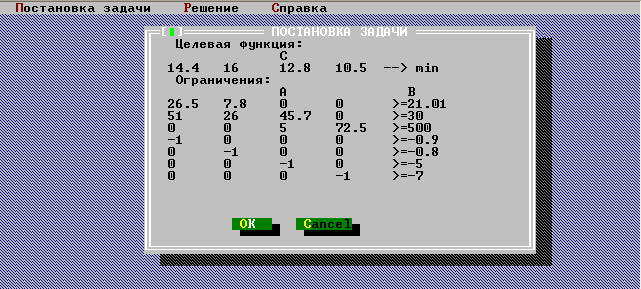 Постановка задачи Решение Справка
[▮] ПОСТАНОВКА ЗАДАЧИ
Целевая функция:
C
14.4 16 12.8 10.5 --> min
Ограничения:
A B
26.5 7.8 0 0 >=21.01
51 26 45.7 0 >=30
0 0 5 72.5 >=500
-1 0 0 0 >=-0.9
0 -1 0 0 >=-0.8
0 0 -1 0 >=-5
0 0 0 -1 >=-7
OK Cancel